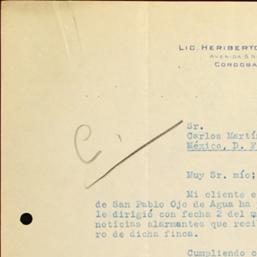 LIC. HERIBERTO
AVENIDA 5 N
CORDOBA
C.
Sr.
Carlos Martí
México, D. F
Muy Sr. mío;
Mi cliente e
de San Pablo Ojo de Agua ha
le dirigió con fecha 2 del m
noticias alarmantes que reci
ro de dicha finca.
Cumpliendo c